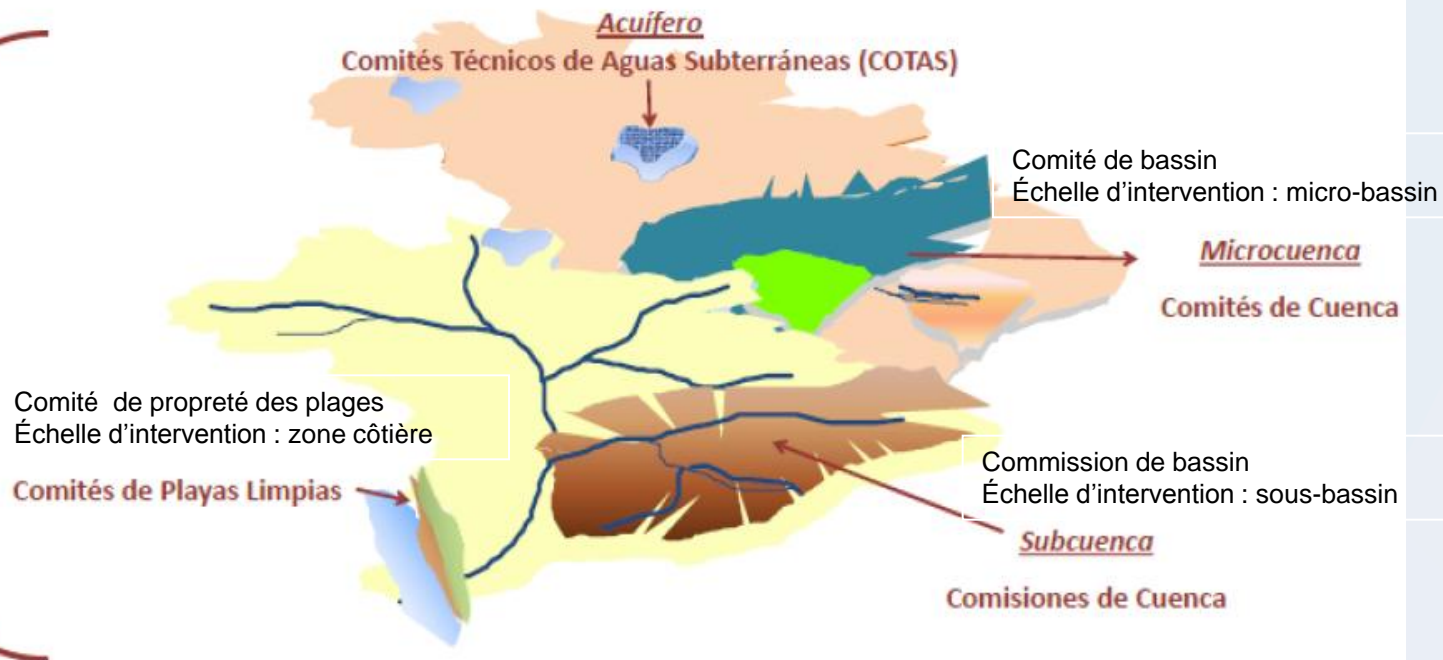 Acuífero
Comités Técnicos de Aguas Subterráneas (COTAS)
Comité de bassin
Échelle d’intervention : micro-bassin
Microcuenca
Comités de Cuenca
Comité  de propreté des plages
Échelle d’intervention : zone côtière
Comités de Playas Limpias
Commission de bassin
Échelle d’intervention : sous-bassin
Subcuenca
Comisiones de Cuenca